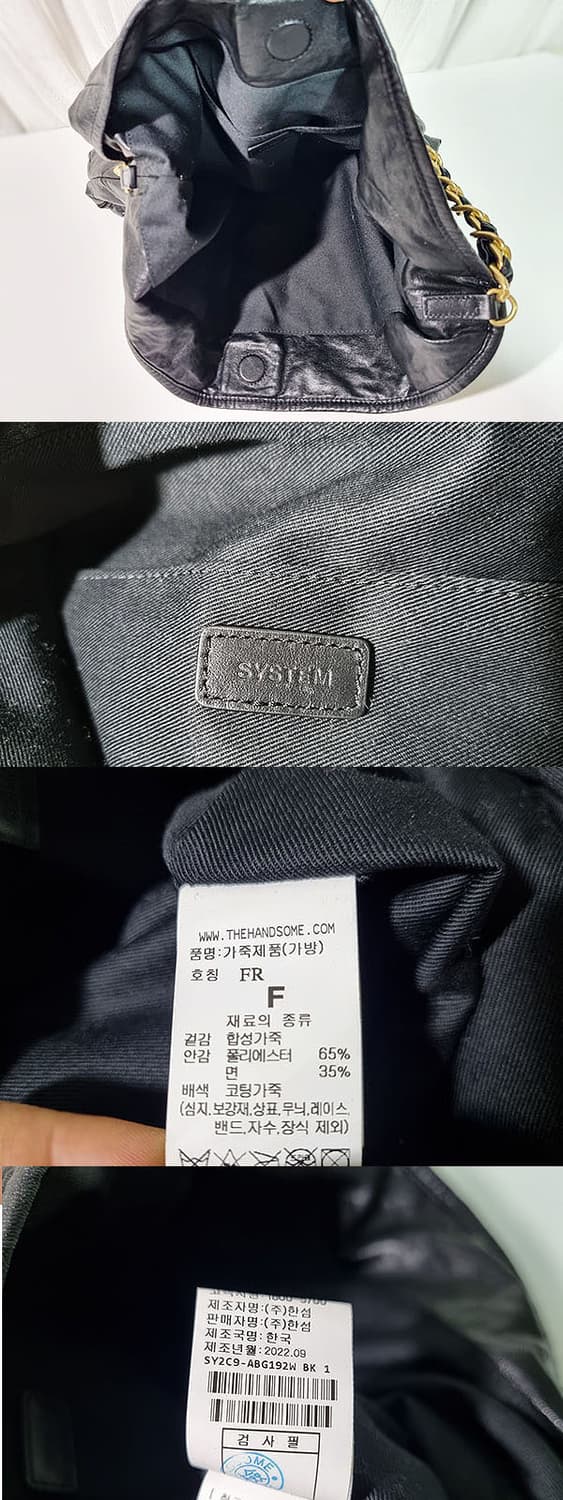 SYSTEM
WWW.THEHANDSOME.COM
품명:가죽제품(가방)
호칭 FR
F
재료의 종류
겉감 합성가죽
안감 폴리에스터 65%
면 35%
배색 코팅가죽
(심지,보강재,상표,무늬,레이스,
밴드,자수,장식 제외)
제조자명:(주)한섬
판매자명:(주)한섬
제조국명:한국
제조년월:2022.09
SY2C9-ABG192W BK 1
검 사 필